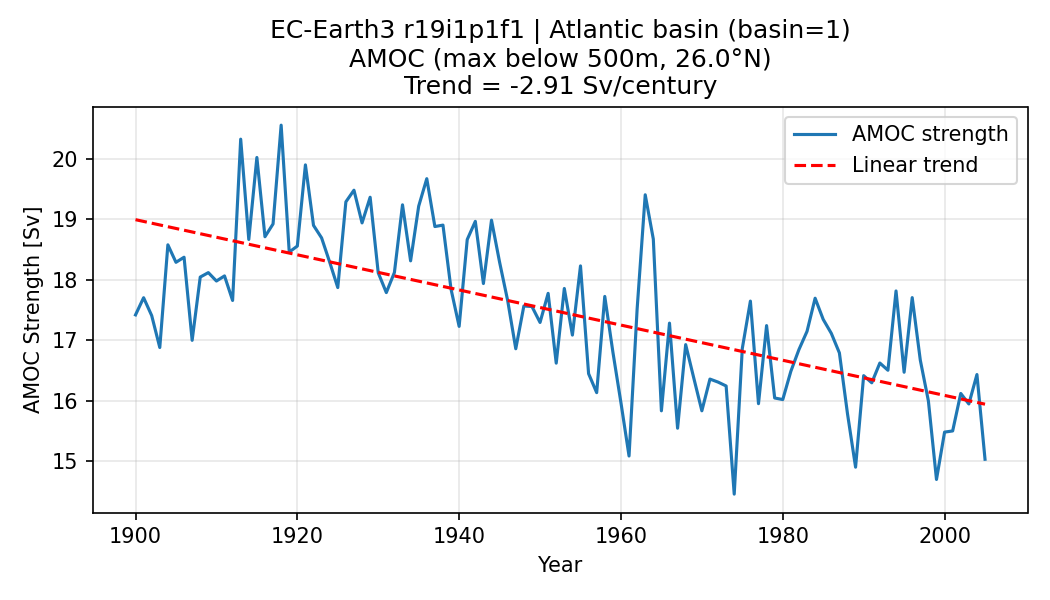 EC-Earth3 r19i1p1f1 | Atlantic basin (basin=1)
AMOC (max below 500m, 26.0°N)
Trend = -2.91 Sv/century
AMOC strength
Linear trend
AMOC Strength [Sv]
20
19
18
17
16
15
1900
1920
1940
1960
1980
2000
Year